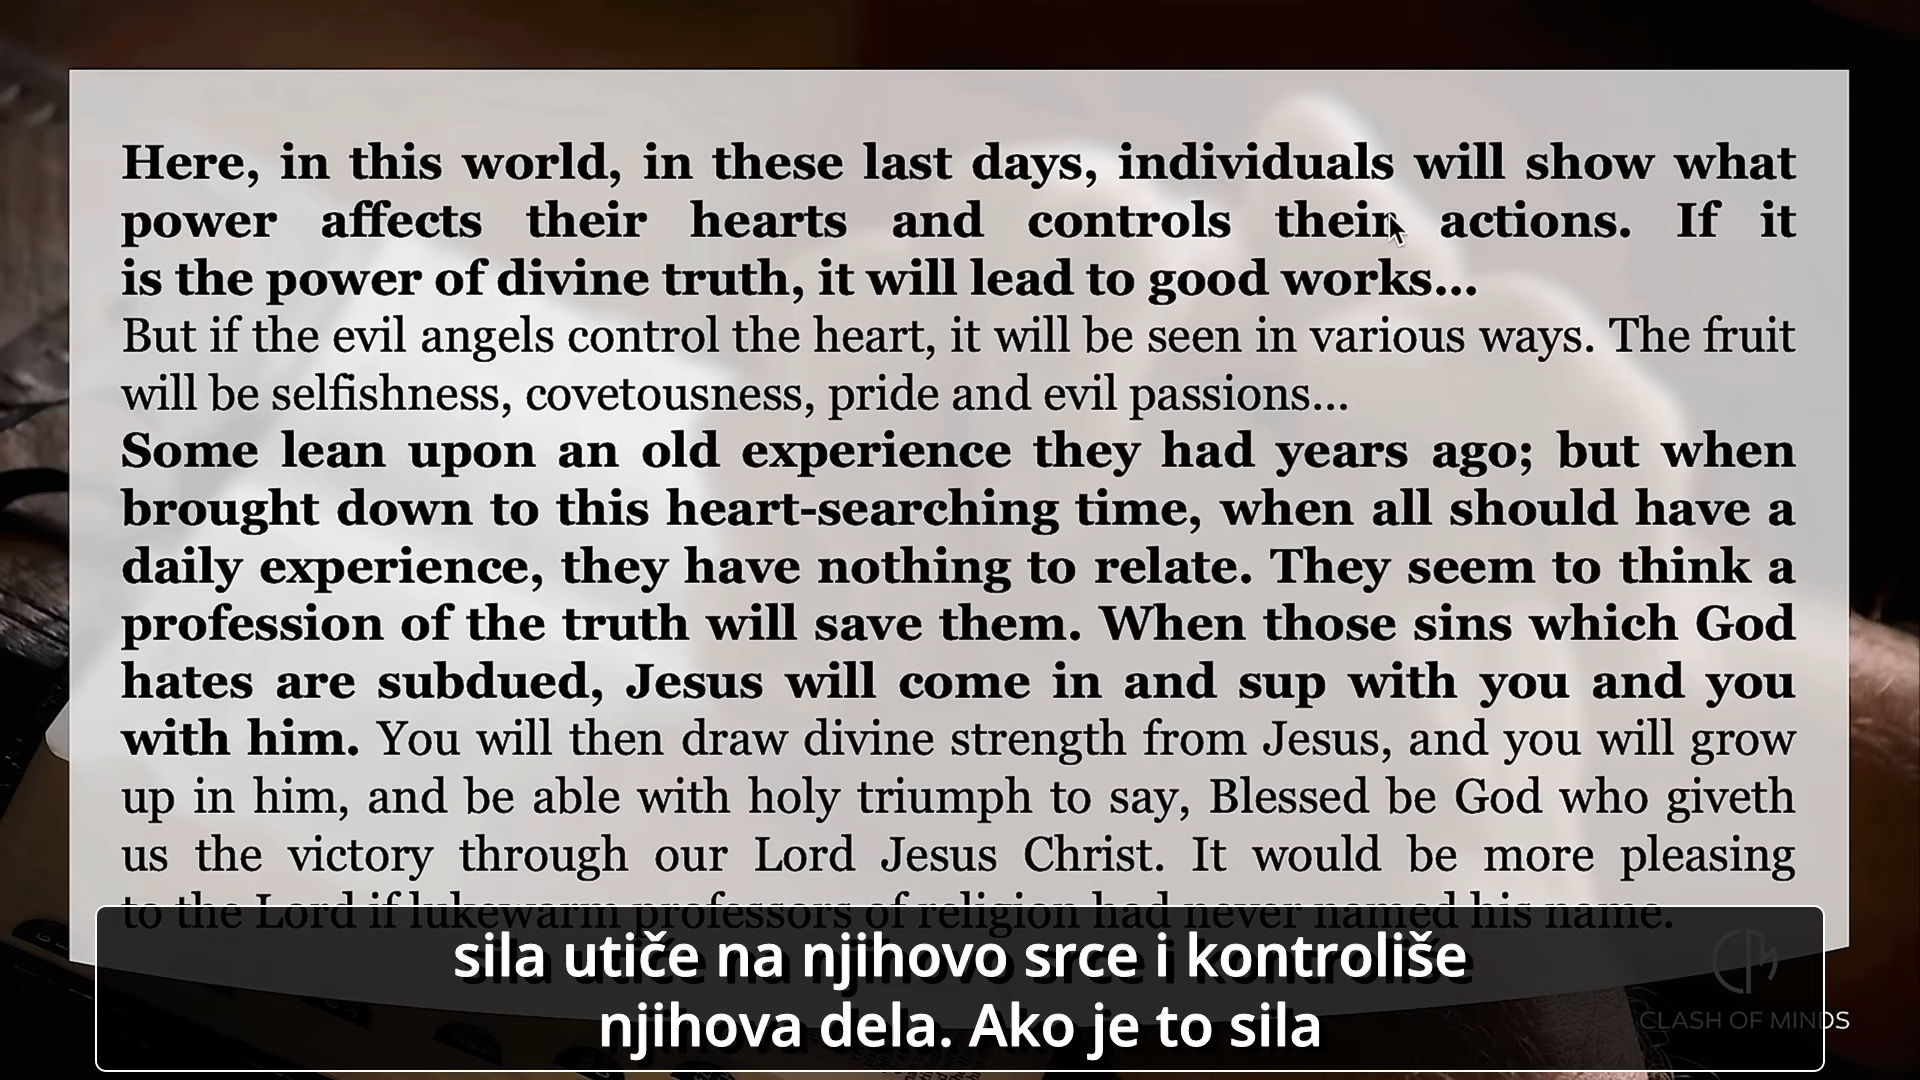 Here, in this world, in these last days, individuals will show what
power affects their hearts and controls their actions. If it
is the power of divine truth, it will lead to good works...
But if the evil angels control the heart, it will be seen in various ways. The fruit
will be selfishness, covetousness, pride and evil passions...
Some lean upon an old experience they had years ago; but when
brought down to this heart-searching time, when all should have a
daily experience, they have nothing to relate. They seem to think a
profession of the truth will save them. When those sins which God
hates are subdued, Jesus will come in and sup with you and you
with him. You will then draw divine strength from Jesus, and you will grow
up in him, and be able with holy triumph to say, Blessed be God who giveth
us the victory through our Lord Jesus Christ. It would be more pleasing
to the Lord if lukewarm professors of religion had never named his name.
sila utiče na njihovo srce i kontroliše
njihova dela. Ako je to sila
CLASH OF MINDS